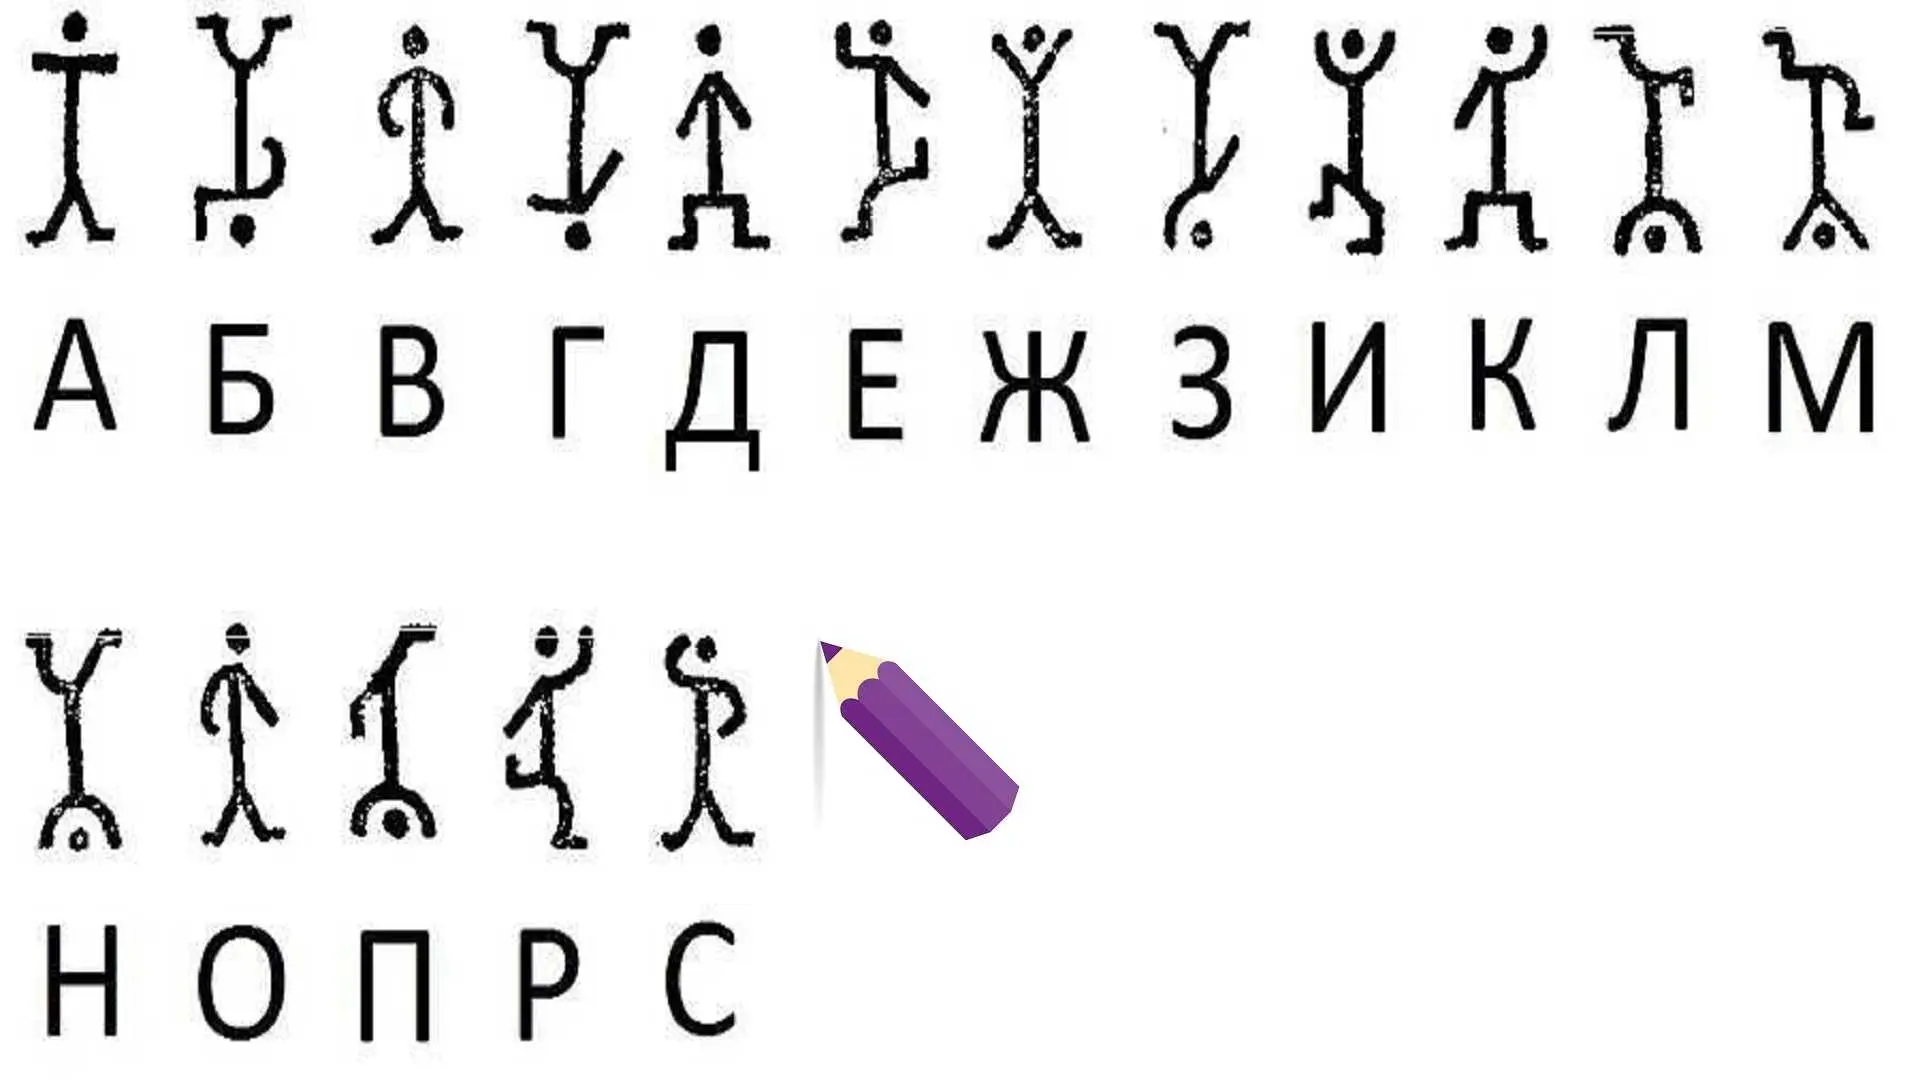 А Б В Г Д Е Ж З И К Л М
Н О П Р С